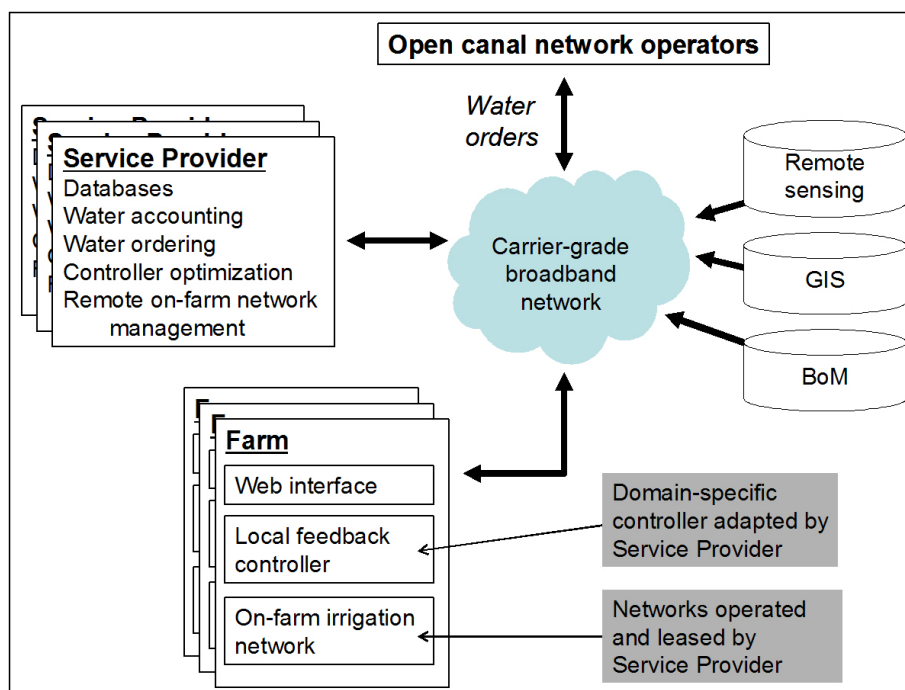 Open canal network operators
Water
orders
Service Provider
Databases
Water accounting
Water ordering
Controller optimization
Remote on-farm network
management
Carrier-grade
broadband
network
Remote
sensing
GIS
BoM
Farm
Web interface
Local feedback
controller
On-farm irrigation
network
Domain-specific
controller adapted by
Service Provider
Networks operated
and leased by
Service Provider